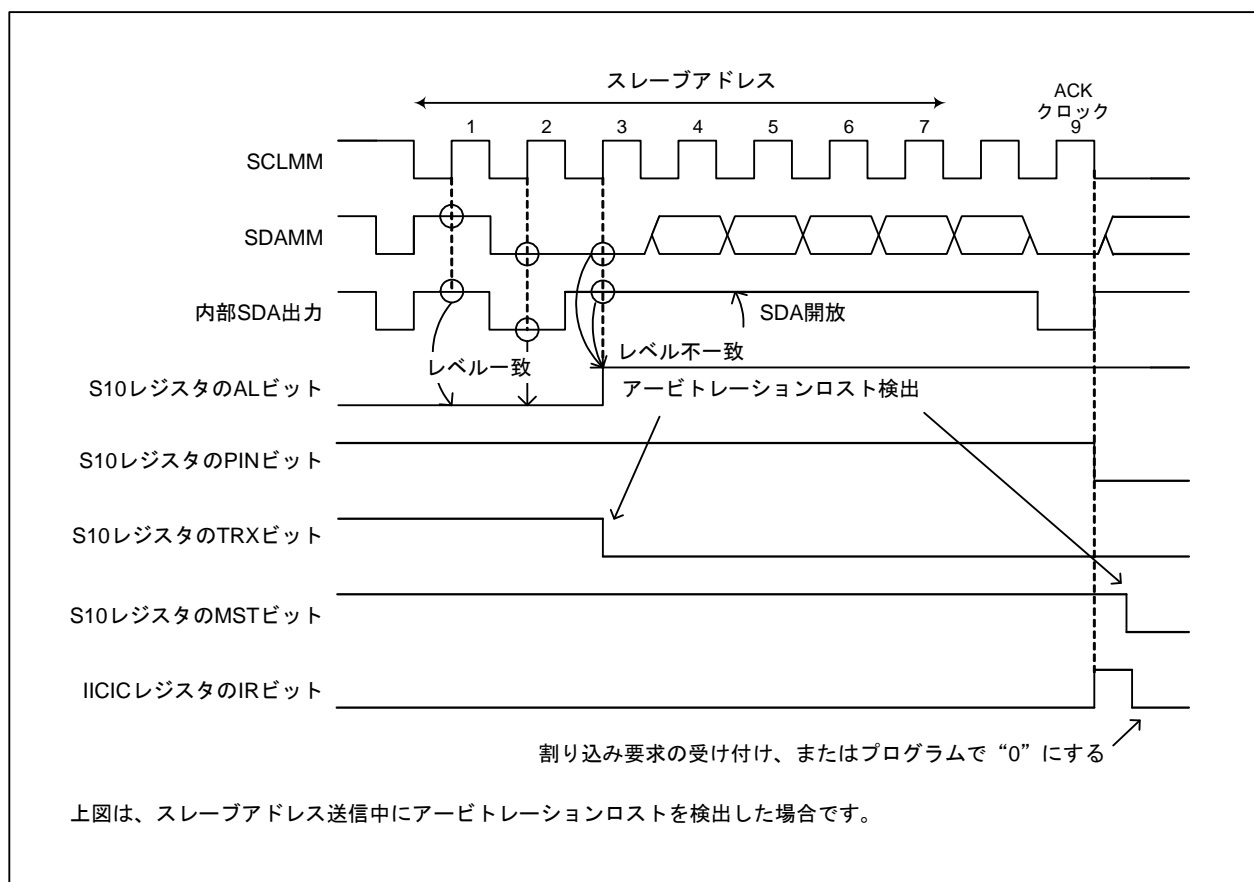 スレーブアドレス
ACK
クロック
1 2 3 4 5 6 7 9
SCLMM
SDAMM
内部SDA出力
SDA開放
レベル一致
レベル不一致
S10レジスタのALビット
アービトレーションロスト検出
S10レジスタのPINビット
S10レジスタのTRXビット
S10レジスタのMSTビット
IICICレジスタのIRビット
割り込み要求の受け付け、またはプログラムで“0”にする
上図は、スレーブアドレス送信中にアービトレーションロストを検出した場合です。